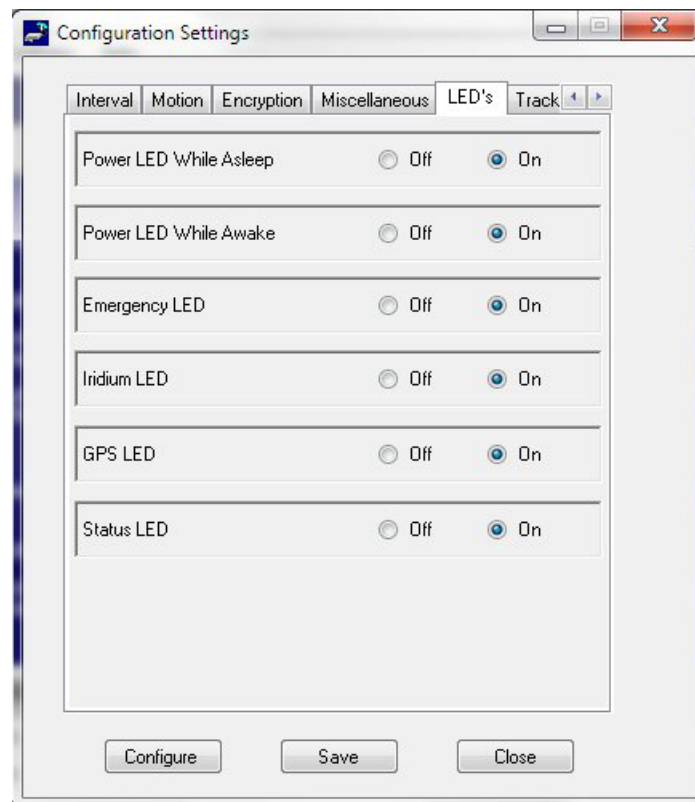 Configuration Settings
Interval Motion Encryption Miscellaneous LED's Track
Power LED While Asleep Off On
Power LED While Awake Off On
Emergency LED Off On
Iridium LED Off On
GPS LED Off On
Status LED Off On
Configure Save Close